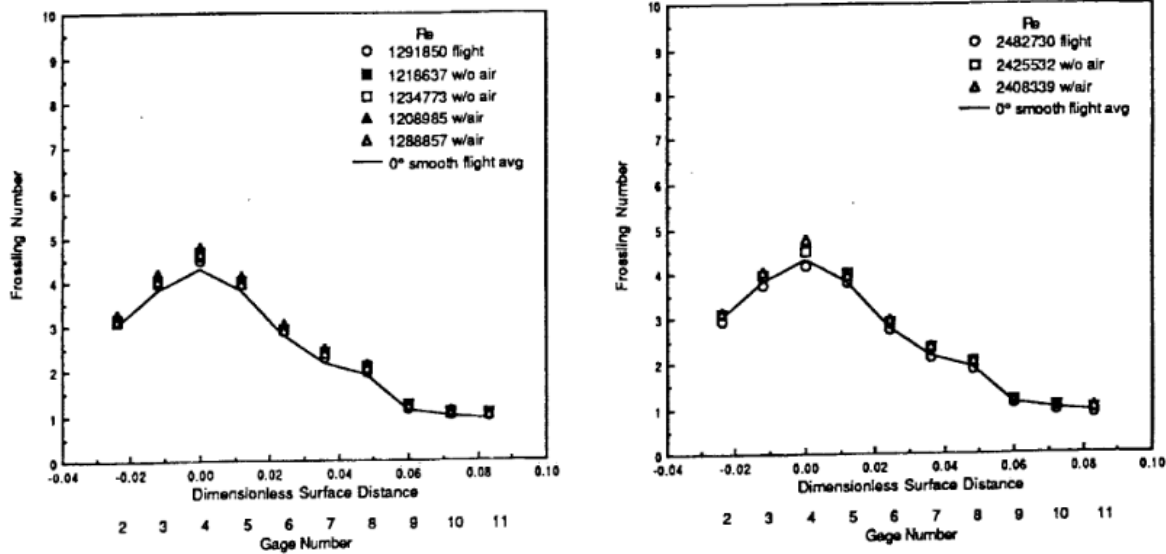 10
9
8
7
6
5
4
3
2
1
0
Frossling Number
Re
1291850 flight
1218637 w/o air
1234773 w/o air
1208985 w/air
1288857 w/air
0° smooth flight avg
-0.04 -0.02 0.00 0.02 0.04 0.06 0.08 0.10
Dimensionless Surface Distance
2 3 4 5 6 7 8 9 10 11
Gage Number
10
9
8
7
6
5
4
3
2
1
0
Frossling Number
Re
2482730 flight
2425532 w/o air
2408339 w/air
0° smooth flight avg
-0.04 -0.02 0.00 0.02 0.04 0.06 0.08 0.10
Dimensionless Surface Distance
2 3 4 5 6 7 8 9 10 11
Gage Number